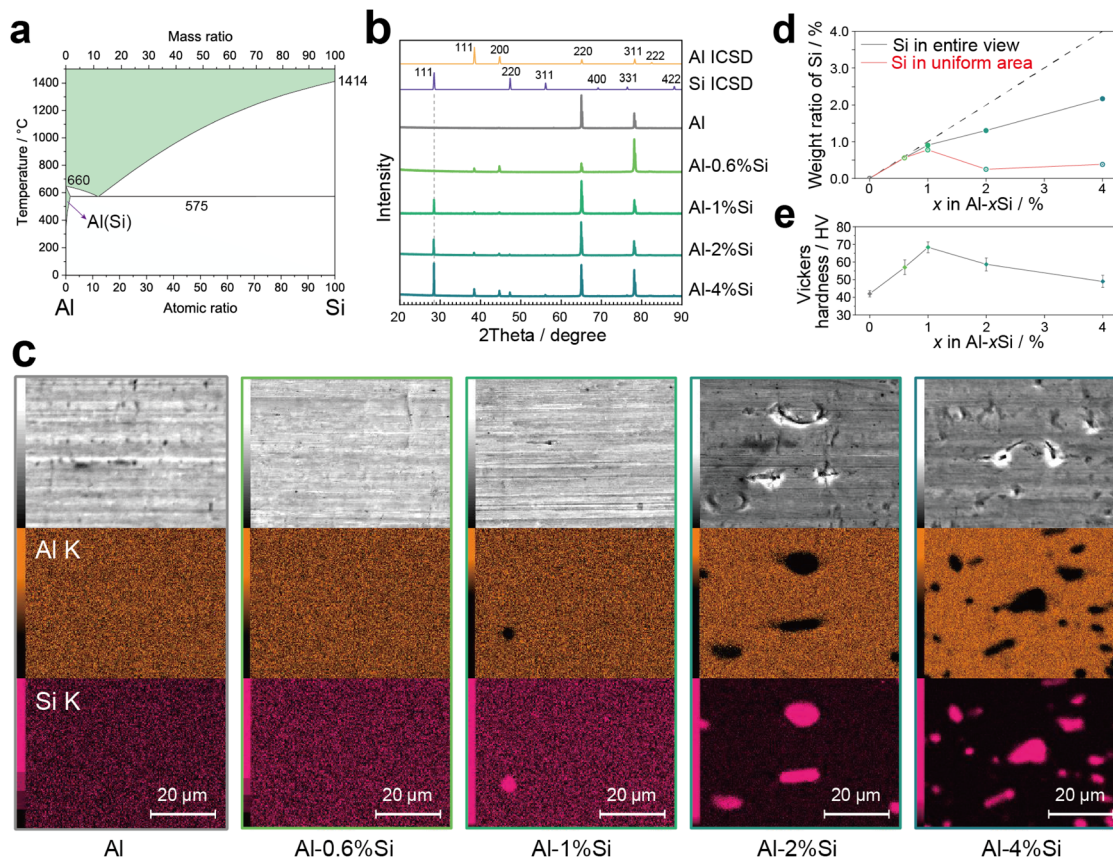 a
Mass ratio
0 10 20 30 40 50 60 70 80 90 100
1400
1200
1000
800
600
400
200
0
Temperature / °C
1414
660
575
Al(Si)
0 10 20 30 40 50 60 70 80 90 100
Al
Atomic ratio
Si
b
111
200
220
311
222
Al ICSD
111
220
311
400
331
422
Si ICSD
Al
Al-0.6%Si
Al-1%Si
Al-2%Si
Al-4%Si
Intensity
20 30 40 50 60 70 80 90
2Theta / degree
d
Weight ratio of Si / %
4.0
3.0
2.0
1.0
0.0
Si in entire view
Si in uniform area
0 1 2 3 4
x in Al-xSi / %
e
Vickers
hardness / HV
80
70
60
50
40
30
0 1 2 3 4
x in Al-xSi / %
c
Al K
Si K
20 µm
20 µm
20 µm
20 µm
20 µm
Al
Al-0.6%Si
Al-1%Si
Al-2%Si
Al-4%Si